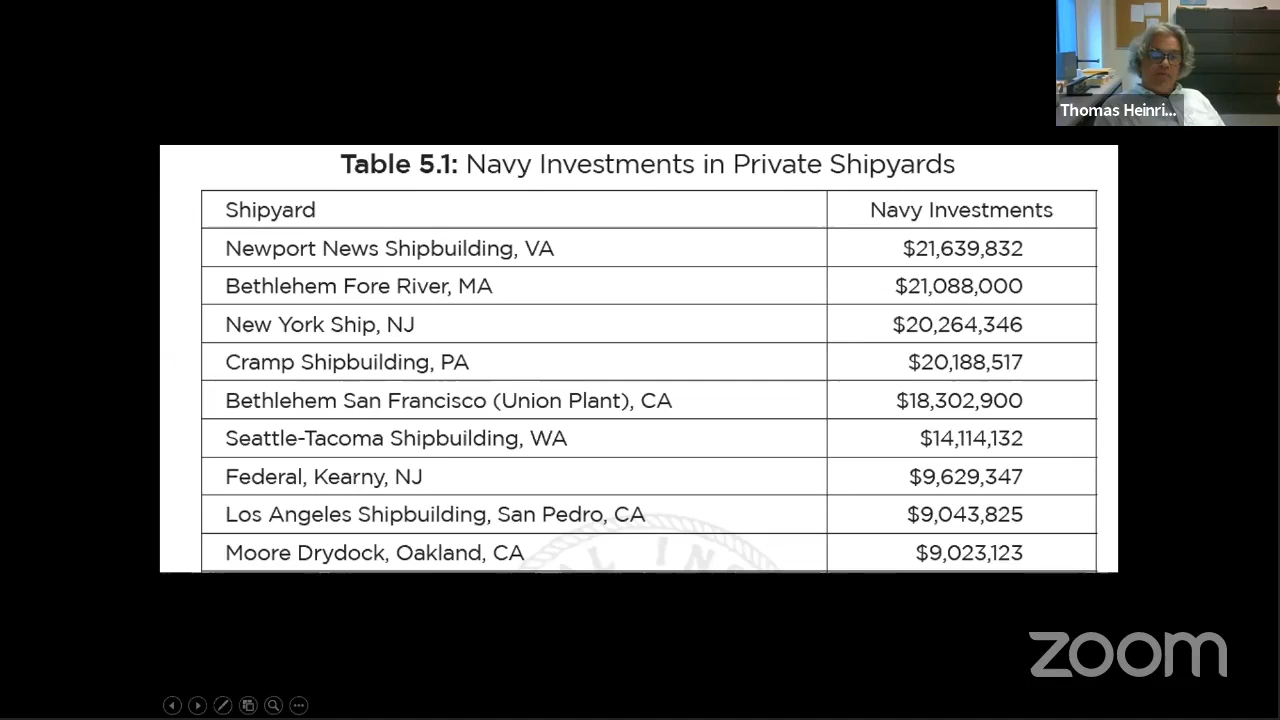 Thomas Heinri...
Table 5.1: Navy Investments in Private Shipyards
Shipyard Navy Investments
Newport News Shipbuilding, VA $21,639,832
Bethlehem Fore River, MA $21,088,000
New York Ship, NJ $20,264,346
Cramp Shipbuilding, PA $20,188,517
Bethlehem San Francisco (Union Plant), CA $18,302,900
Seattle-Tacoma Shipbuilding, WA $14,114,132
Federal, Kearny, NJ $9,629,347
Los Angeles Shipbuilding, San Pedro, CA $9,043,825
Moore Drydock, Oakland, CA $9,023,123
zoom